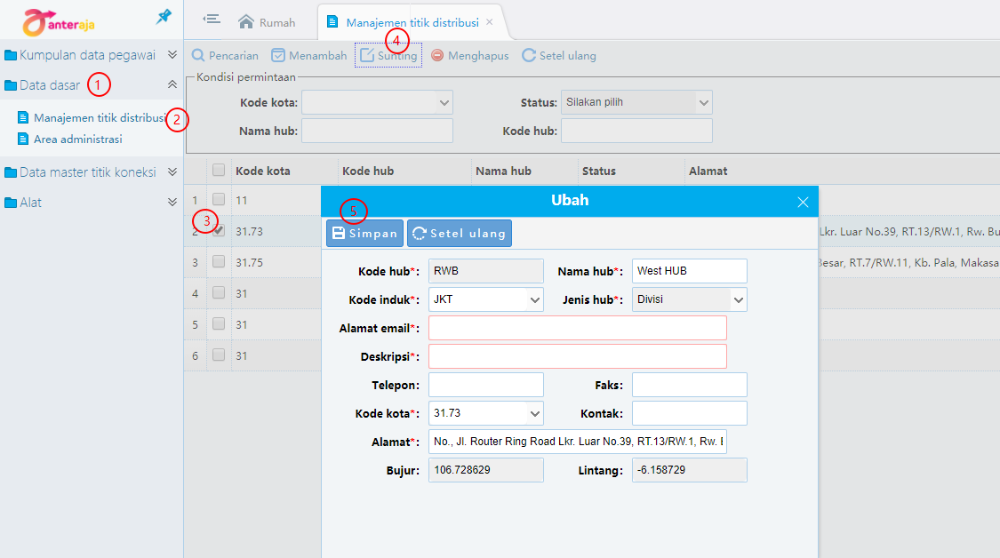 anteraja
Rumah
Manajemen titik distribusi
4
Kumpulan data pegawai
Data dasar
1
Manajemen titik distribusi
2
Area administrasi
Data master titik koneksi
Alat
Pencarian
Menambah
Sunting
Menghapus
Setel ulang
Kondisi permintaan
Kode kota:
Status: Silakan pilih
Nama hub:
Kode hub:
Kode kota Kode hub Nama hub Status Alamat
1 11
3
2 31.73 Lkr. Luar No.39, RT.13/RW.1, Rw. Bu
3 31.75 Besar, RT.7/RW.11, Kb. Pala, Makasa
4 31
5 31
6 31
Ubah
5
Simpan Setel ulang
Kode hub*: RWB Nama hub*: West HUB
Kode induk*: JKT Jenis hub*: Divisi
Alamat email*:
Deskripsi*:
Telepon: Faks:
Kode kota*: 31.73 Kontak:
Alamat*: No., Jl. Router Ring Road Lkr. Luar No.39, RT.13/RW.1, Rw.
Bujur: 106.728629 Lintang: -6.158729